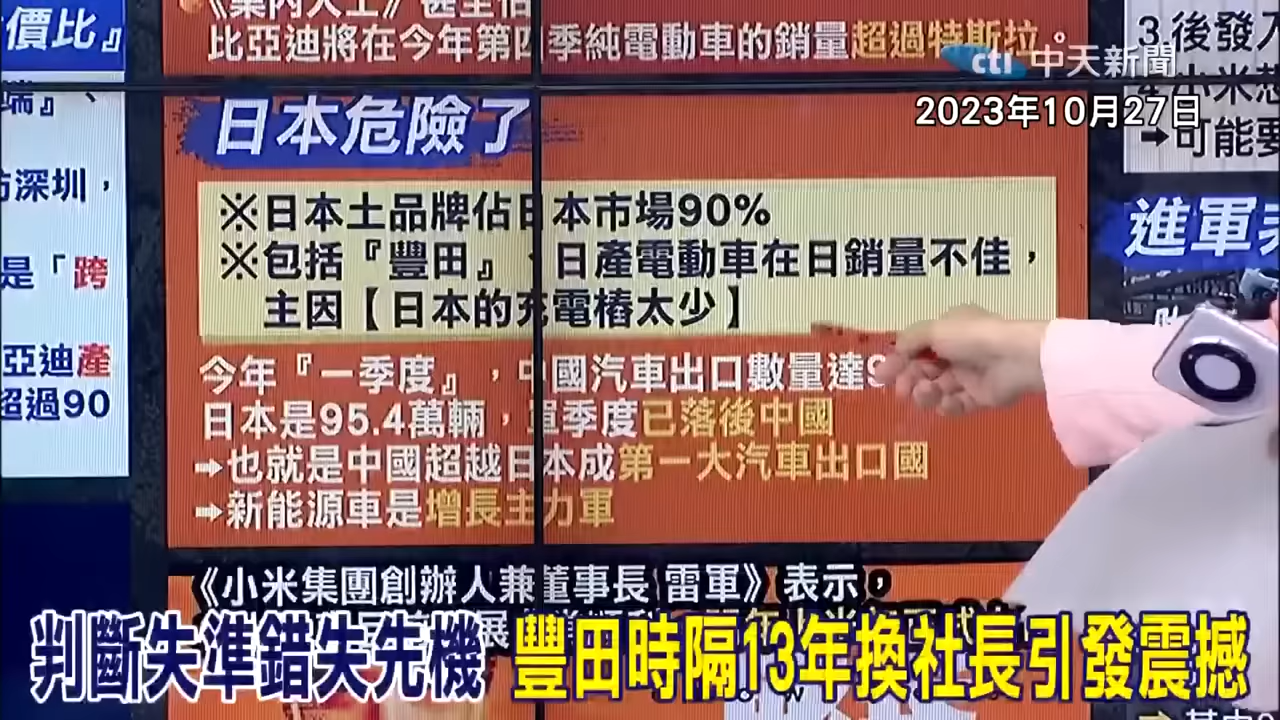 價比』
端』、
深圳，
是「跨
亞迪產
超過90
比亞迪將在今年第四季純電動車的銷量超過特斯拉。
cti 中天新聞
2023年10月27日
日本危險了
※日本土品牌佔日本市場90%
※包括『豐田』、日產電動車在日銷量不佳，
主因【日本的充電樁太少】
今年『一季度』，中國汽車出口數量達9
日本是95.4萬輛，單季度已落後中國
➡也就是中國超越日本成第一大汽車出口國
➡新能源車是增長主力軍
《小米集團創辦人兼董事長 雷軍》表示，
3.後發
4.小米想
➡可能要
進軍
判斷失準錯失先機 豐田時隔13年換社長引發震撼